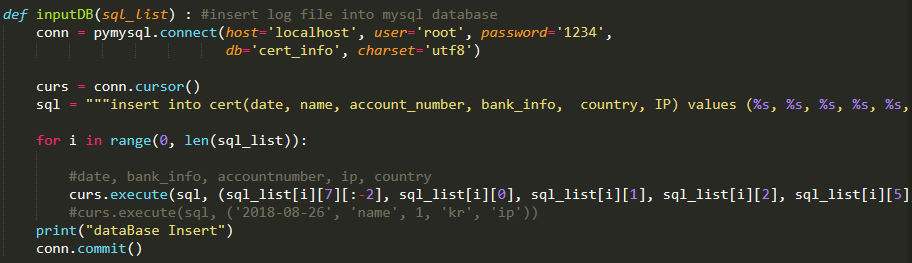 def inputDB(sql_list) : #insert log file into mysql database
conn = pymysql.connect(host='localhost', user='root', password='1234',
db='cert_info', charset='utf8')
curs = conn.cursor()
sql = """insert into cert(date, name, account_number, bank_info,  country, IP) values (%s, %s, %s, %s, %s,
for i in range(0, len(sql_list)):
#date, bank_info, accountnumber, ip, country
curs.execute(sql, (sql_list[i][7][:-2], sql_list[i][0], sql_list[i][1], sql_list[i][2], sql_list[i][5]
#curs.execute(sql, ('2018-08-26', 'name', 1, 'kr', 'ip'))
print("dataBase Insert")
conn.commit()